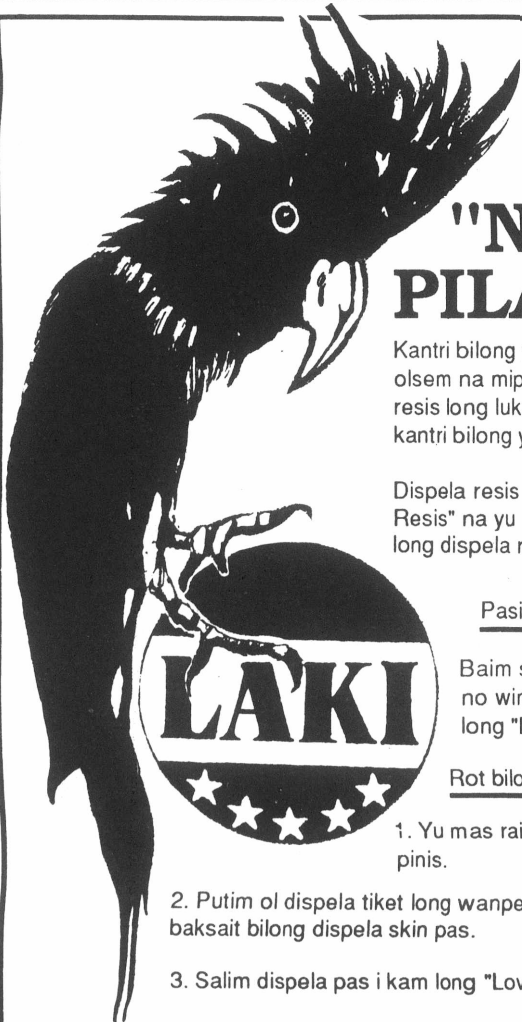 "N
PILA
Kantri bilong
olsem na mip
resis long luk
kantri bilong y
Dispela resis
Resis" na yu
long dispela r
Pasi
LAKI
Baim s
no wir
long "l
Rot bilo
1. Yu mas rai
pinis.
2. Putim ol dispela tiket long wanpe
baksait bilong dispela skin pas.
3. Salim dispela pas i kam long "Lov